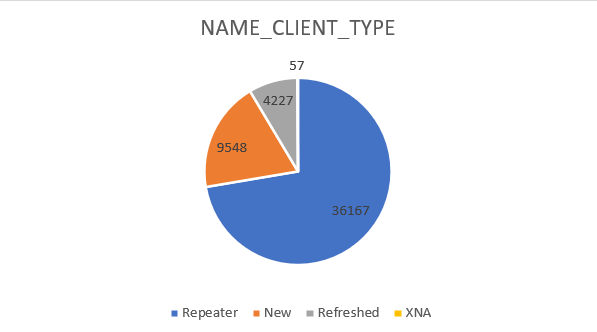 NAME_CLIENT_TYPE
57
4227
9548
36167
Repeater New Refreshed XNA